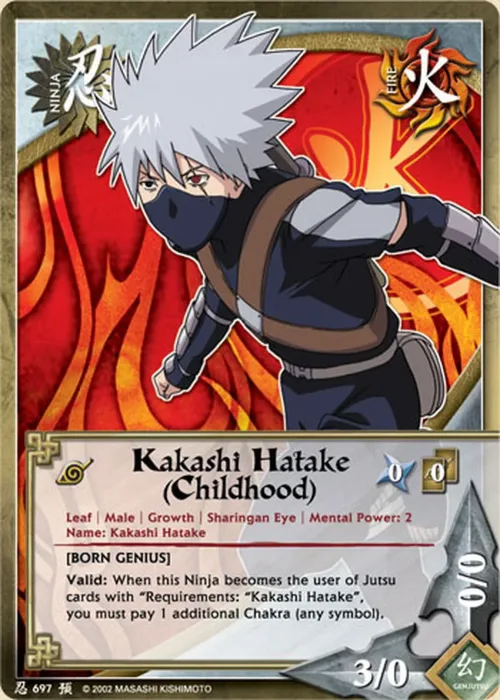 NINJA 忍
FIRE 火
Kakashi Hatake
(Childhood)
0 0
Leaf | Male | Growth | Sharingan Eye | Mental Power: 2
Name: Kakashi Hatake
[BORN GENIUS]
Valid: When this Ninja becomes the user of Jutsu
cards with "Requirements: "Kakashi Hatake",
you must pay 1 additional Chakra (any symbol).
0/0
3/0
幻
GENJUTSU
忍 697 © 2002 MASASHI KISHIMOTO